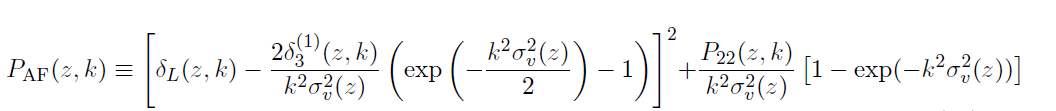 P_{\rm AF}(z,k) \equiv \left[ \delta_L(z,k) - \frac{2\delta_3^{(1)}(z,k)}{k^2\sigma_v^2(z)} \left( \exp\left( -\frac{k^2\sigma_v^2(z)}{2} \right) - 1 \right) \right]^2 + \frac{P_{22}(z,k)}{k^2\sigma_v^2(z)} \left[ 1 - \exp(-k^2\sigma_v^2(z)) \right]